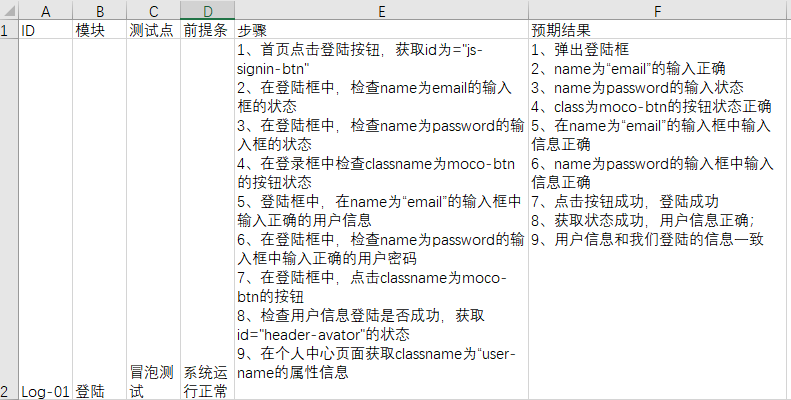 A B C D E F
1 ID 模块 测试点 前提条 步骤 预期结果
1、首页点击登陆按钮，获取id为="js-
signin-btn"
2、在登陆框中，检查name为email的输入
框的状态
3、在登陆框中，检查name为password的输
入框的状态
4、在登录框中检查classname为moco-btn
的按钮状态
5、登陆框中，在name为“email”的输入框中
输入正确的用户信息
6、在登陆框中，检查name为password的输
入框中输入正确的用户密码
7、在登陆框中，点击classname为moco-
btn的按钮
8、检查用户信息登陆是否成功，获取
id="header-avator"的状态
9、在个人中心页面获取classname为“user-
name的属性信息
1、弹出登陆框
2、name为“email”的输入正确
3、name为password的输入状态
4、class为moco-btn的按钮状态正确
5、在name为“email”的输入框中输入
信息正确
6、name为password的输入框中输入
信息正确
7、点击按钮成功，登陆成功
8、获取状态成功，用户信息正确；
9、用户信息和我们登陆的信息一致
冒泡测 系统运
2 Log-01 登陆 试 行正常